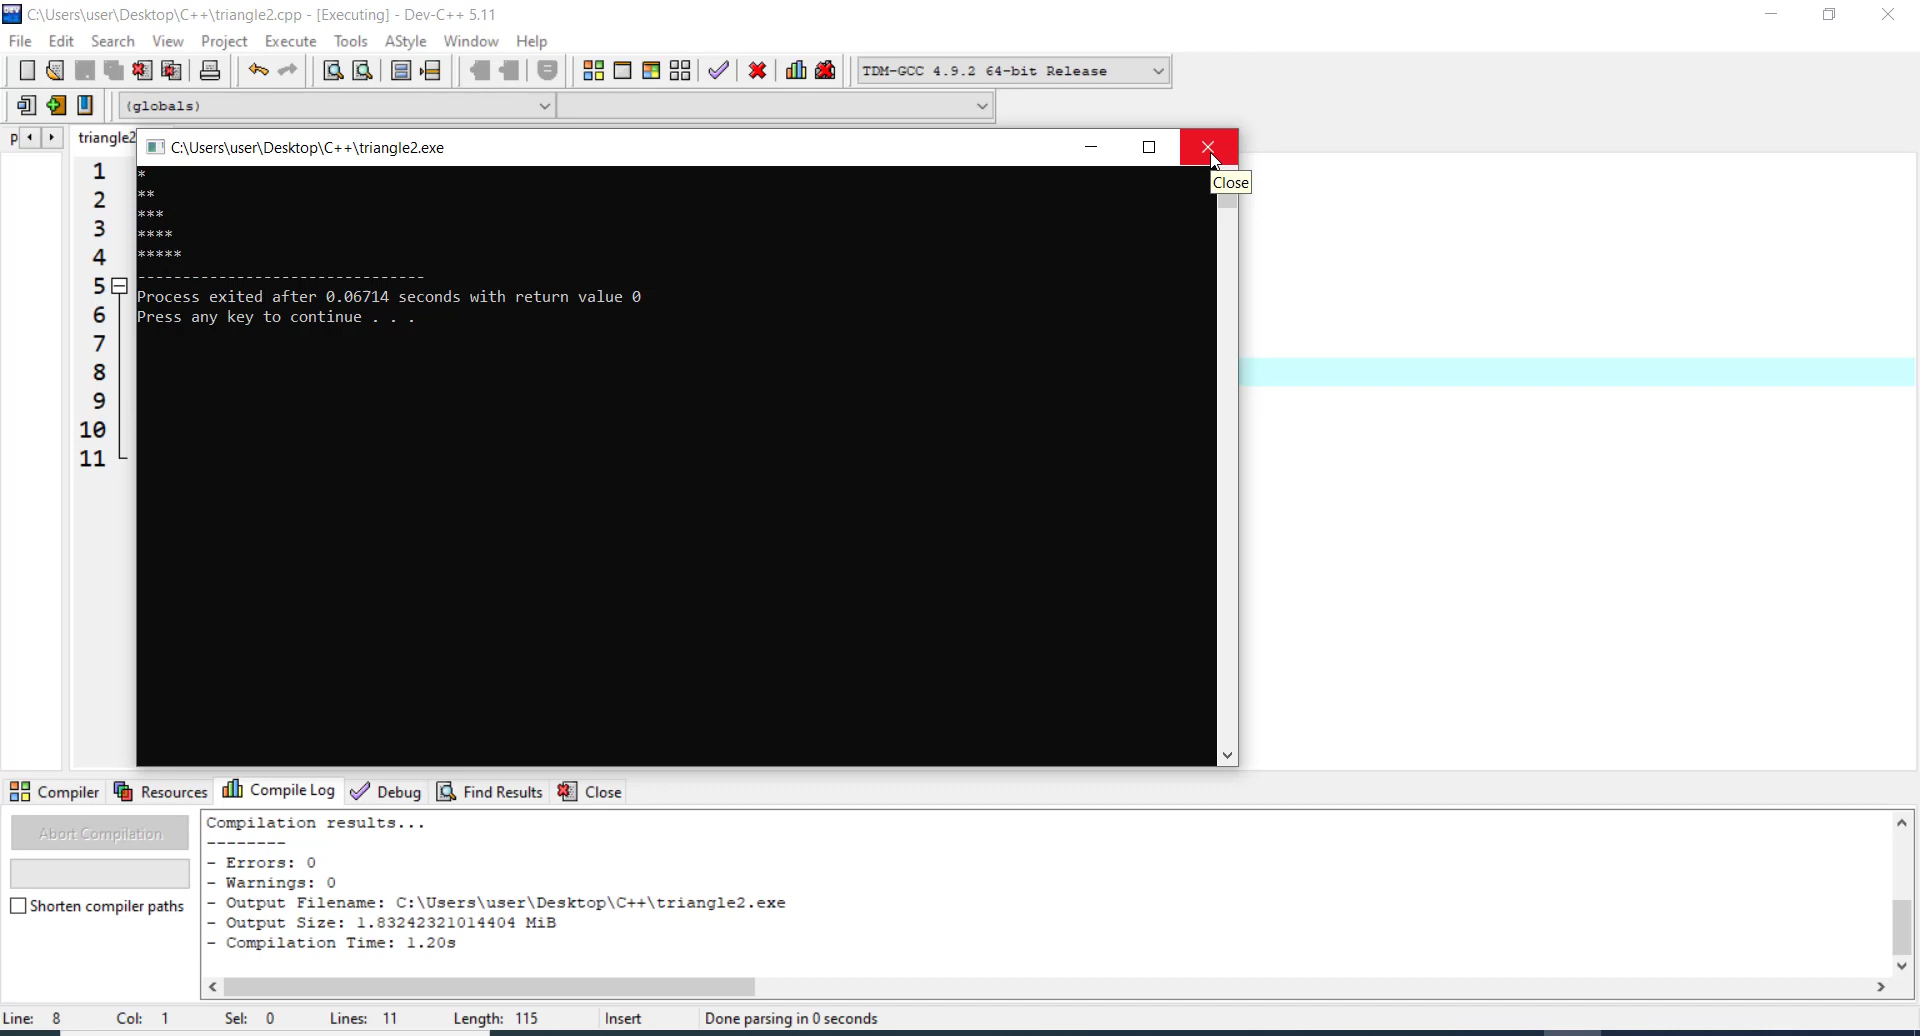 C:\Users\user\Desktop\C++\triangle2.cpp - [Executing] - Dev-C++ 5.11
File Edit Search View Project Execute Tools AStyle Window Help
TDM-GCC 4.9.2 64-bit Release
(globals)
P triangle2
C:\Users\user\Desktop\C++\triangle2.exe
Close
1
2
3
4
5
6
7
8
9
10
11
*
**
***
****
*****
--------------------------------
Process exited after 0.06714 seconds with return value 0
Press any key to continue . . .
Compiler Resources Compile Log Debug Find Results Close
Abort Compilation
Shorten compiler paths
Compilation results...
--------
- Errors: 0
- Warnings: 0
- Output Filename: C:\Users\user\Desktop\C++\triangle2.exe
- Output Size: 1.83242321014404 MiB
- Compilation Time: 1.20s
Line: 8 Col: 1 Sel: 0 Lines: 11 Length: 115 Insert Done parsing in 0 seconds